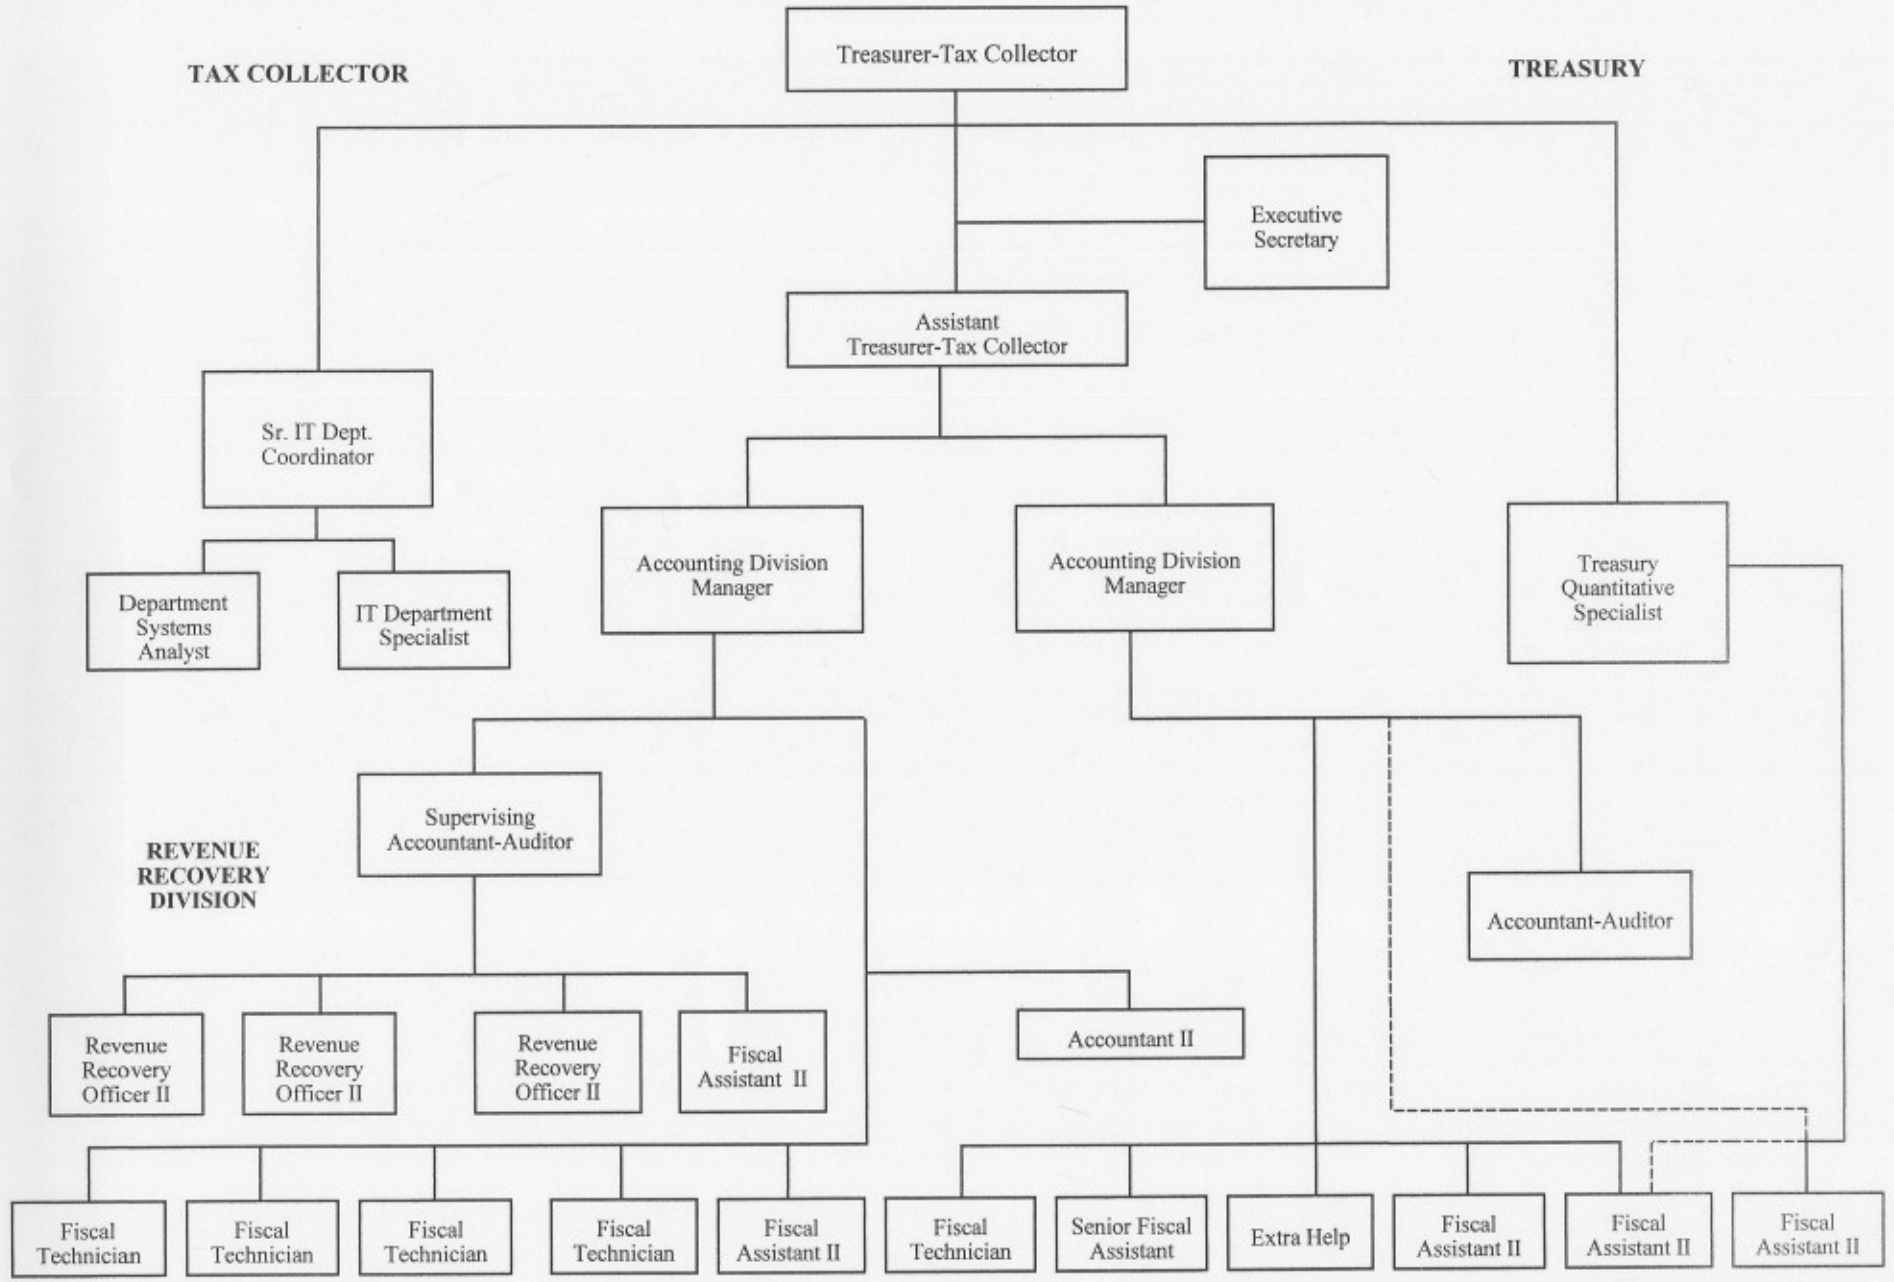 Treasurer-Tax Collector
TAX COLLECTOR
TREASURY
Executive
Secretary
Assistant
Treasurer-Tax Collector
Sr. IT Dept.
Coordinator
Accounting Division
Manager
Accounting Division
Manager
Treasury
Quantitative
Specialist
Department
Systems
Analyst
IT Department
Specialist
Supervising
Accountant-Auditor
REVENUE
RECOVERY
DIVISION
Accountant-Auditor
Revenue
Recovery
Officer II
Revenue
Recovery
Officer II
Revenue
Recovery
Officer II
Fiscal
Assistant II
Accountant II
Fiscal
Technician
Fiscal
Technician
Fiscal
Technician
Fiscal
Technician
Fiscal
Assistant II
Fiscal
Technician
Senior Fiscal
Assistant
Extra Help
Fiscal
Assistant II
Fiscal
Assistant II
Fiscal
Assistant II